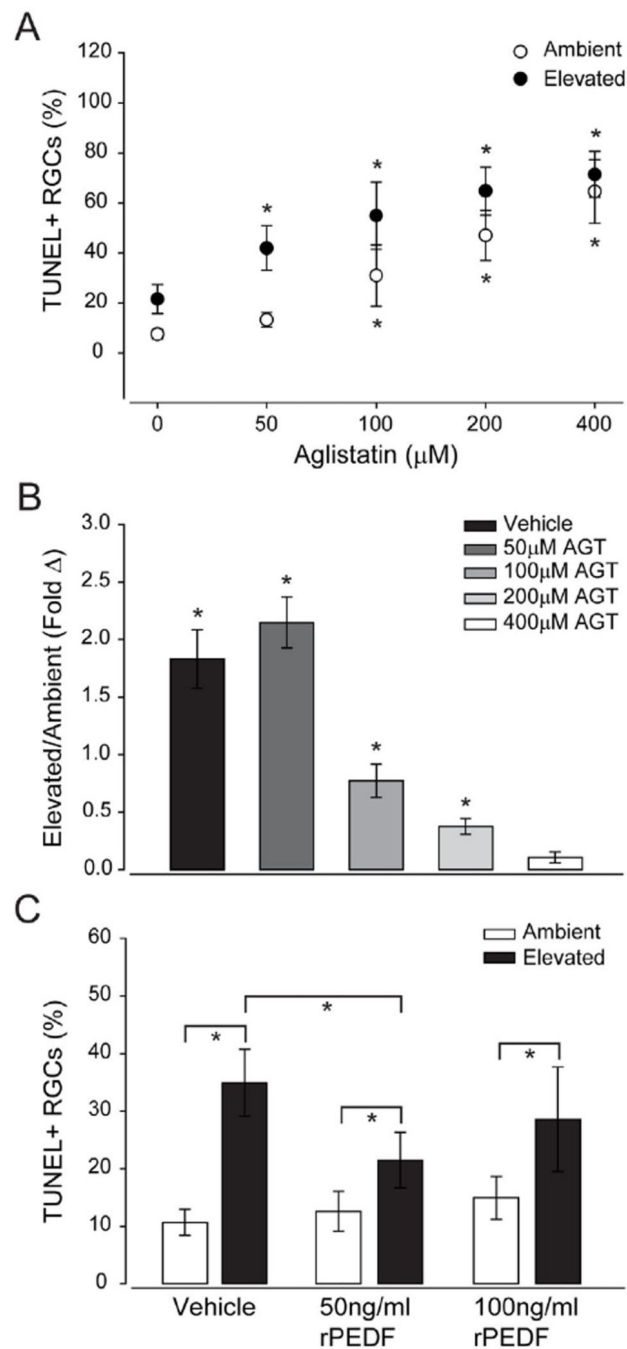 A
TUNEL+ RGCs (%)
120
100
80
60
40
20
0
Ambient
Elevated
*
*
*
*
*
*
*
0
50
100
200
400
Aglistatin (μM)
B
Elevated/Ambient (Fold Δ)
3.0
2.5
2.0
1.5
1.0
0.5
0.0
Vehicle
50μM AGT
100μM AGT
200μM AGT
400μM AGT
*
*
*
*
C
TUNEL+ RGCs (%)
60
50
40
30
20
10
0
Ambient
Elevated
*
*
*
*
Vehicle
50ng/ml
rPEDF
100ng/ml
rPEDF